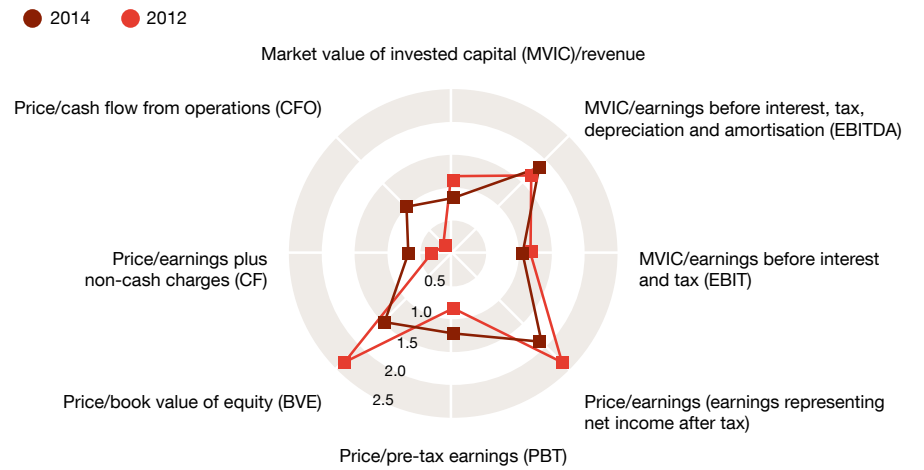 2014 2012
Market value of invested capital (MVIC)/revenue
Price/cash flow from operations (CFO)
MVIC/earnings before interest, tax,
depreciation and amortisation (EBITDA)
Price/earnings plus
non-cash charges (CF)
MVIC/earnings before interest
and tax (EBIT)
0.5
1.0
1.5
2.0
2.5
Price/book value of equity (BVE)
Price/earnings (earnings representing
net income after tax)
Price/pre-tax earnings (PBT)